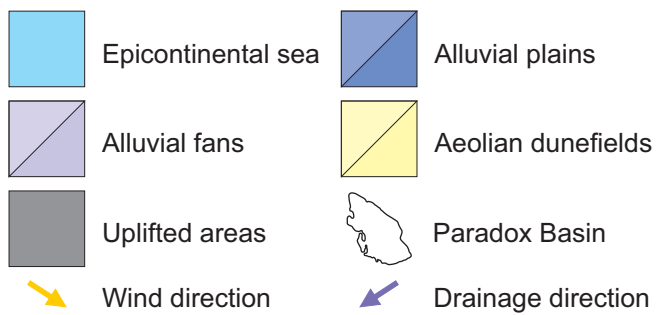 Epicontinental sea
Alluvial plains
Alluvial fans
Aeolian dunefields
Uplifted areas
Paradox Basin
Wind direction
Drainage direction